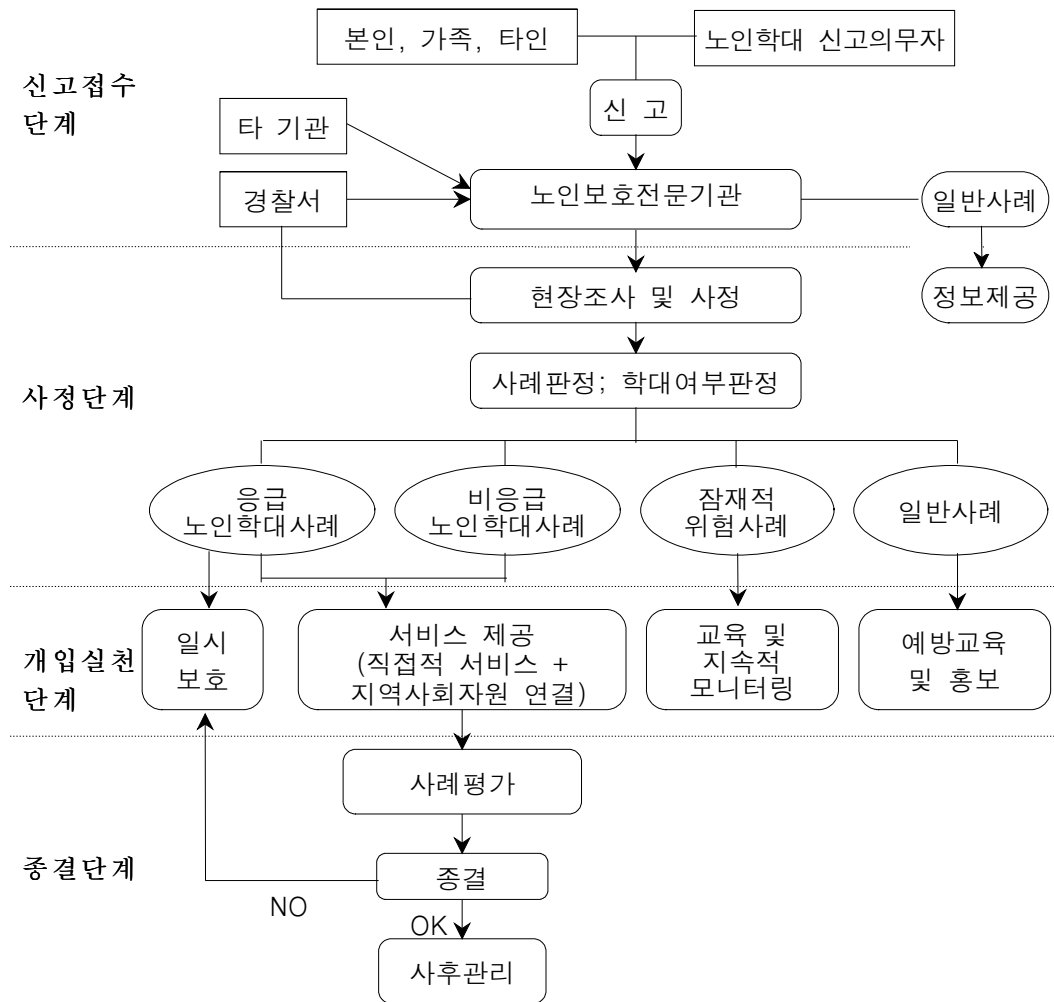 본인, 가족, 타인
노인학대 신고의무자
신고접수
단계
신 고
타 기관
경찰서
노인보호전문기관
일반사례
현장조사 및 사정
정보제공
사정단계
사례판정; 학대여부판정
응급
노인학대사례
비응급
노인학대사례
잠재적
위험사례
일반사례
개입실천
단계
일시
보호
서비스 제공
(직접적 서비스 +
지역사회자원 연결)
교육 및
지속적
모니터링
예방교육
및 홍보
사례평가
종결단계
종결
NO
OK
사후관리